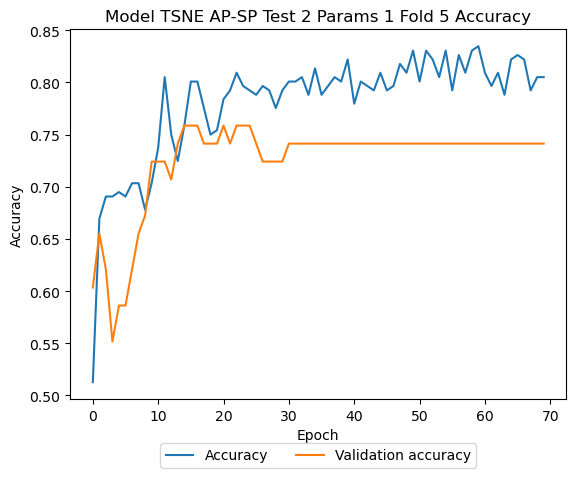 Model TSNE AP-SP Test 2 Params 1 Fold 5 Accuracy
0.85
0.80
0.75
0.70
0.65
0.60
0.55
0.50
Accuracy
0 10 20 30 40 50 60 70
Epoch
Accuracy Validation accuracy